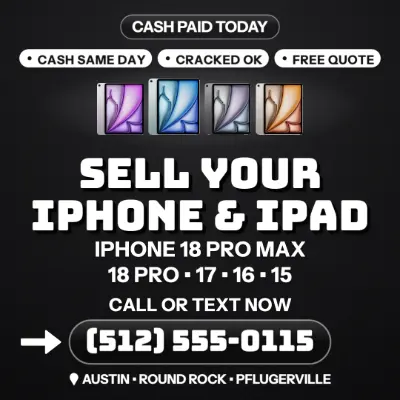 CASH PAID TODAY
• CASH SAME DAY • CRACKED OK • FREE QUOTE
SELL YOUR
IPHONE & IPAD
IPHONE 18 PRO MAX
18 PRO • 17 • 16 • 15
CALL OR TEXT NOW
(512) 555-0115
AUSTIN • ROUND ROCK • PFLUGERVILLE